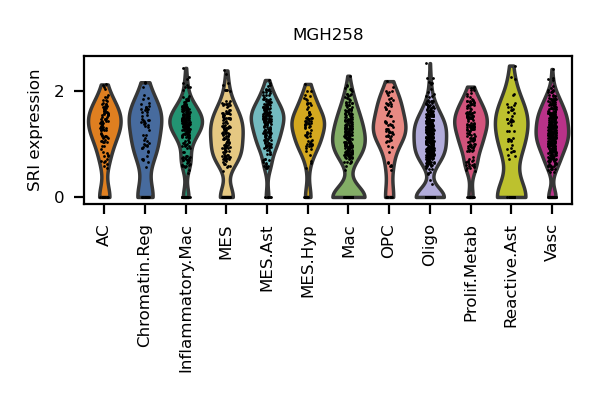 MGH258
SRI expression
2
0
AC
Chromatin.Reg
Inflammatory.Mac
MES
MES.Ast
MES.Hyp
Mac
OPC
Oligo
Prolif.Metab
Reactive.Ast
Vasc